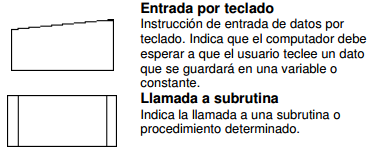 Entrada por teclado
Instrucción de entrada de datos por
teclado. Indica que el computador debe
esperar a que el usuario teclee un dato
que se guardará en una variable o
constante.
Llamada a subrutina
Indica la llamada a una subrutina o
procedimiento determinado.